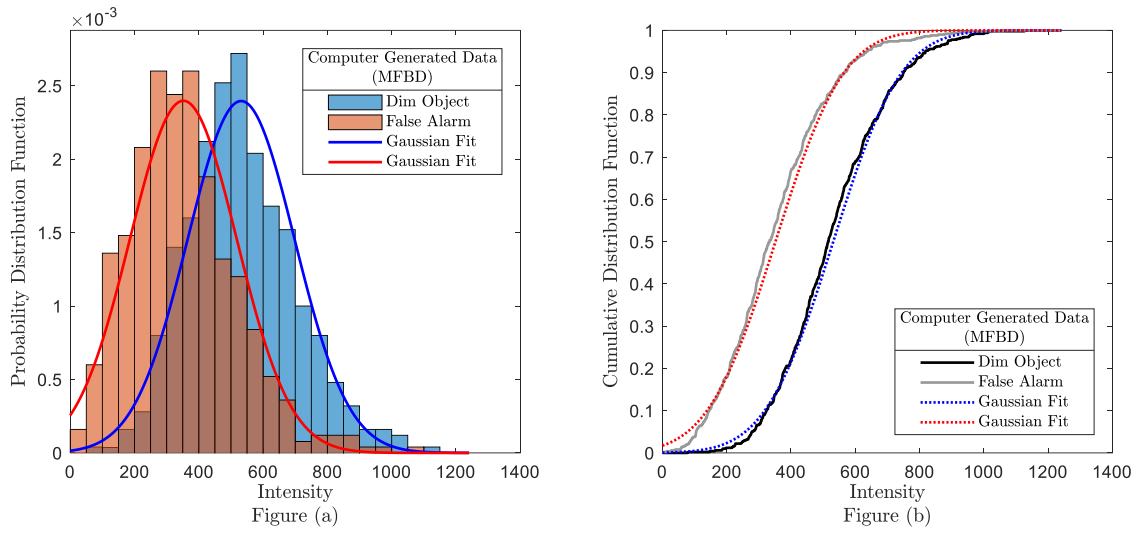 ×10⁻³
2.5
2
1.5
1
0.5
0
0 200 400 600 800 1000 1200 1400
Probability Distribution Function
Intensity
Figure (a)
Computer Generated Data
(MFBD)
Dim Object
False Alarm
Gaussian Fit
Gaussian Fit
1
0.9
0.8
0.7
0.6
0.5
0.4
0.3
0.2
0.1
0
0 200 400 600 800 1000 1200 1400
Cumulative Distribution Function
Intensity
Figure (b)
Computer Generated Data
(MFBD)
Dim Object
False Alarm
Gaussian Fit
Gaussian Fit